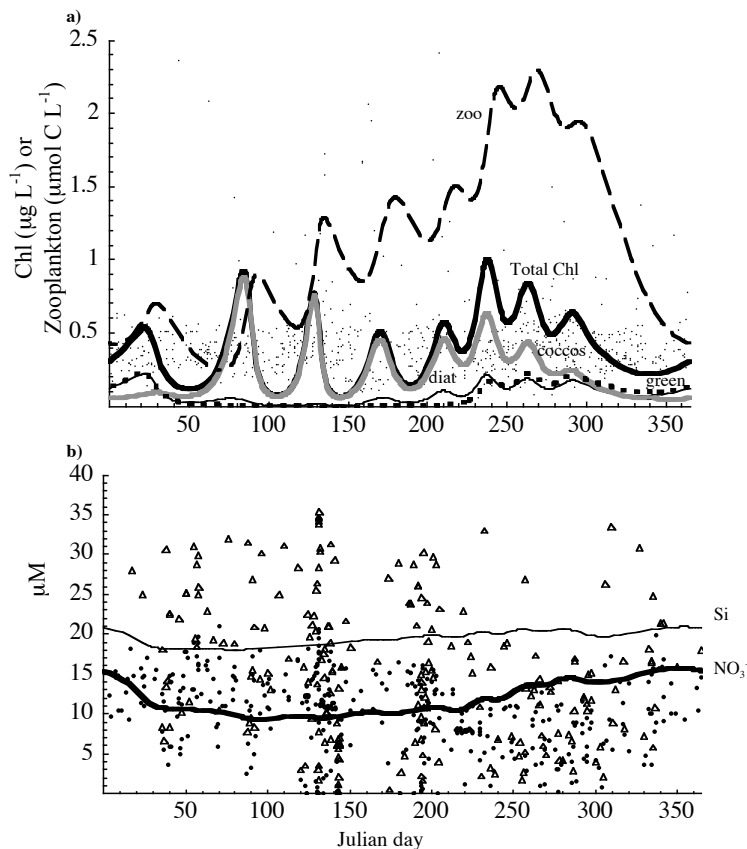 a)
Chl (µg L⁻¹) or
Zooplankton (µmol C L⁻¹)
2.5
2
1.5
1
0.5
zoo
Total Chl
coccos
diat
green
50
100
150
200
250
300
350
b)
µM
40
35
30
25
20
15
10
5
Si
NO₃⁻
50
100
150
200
250
300
350
Julian day